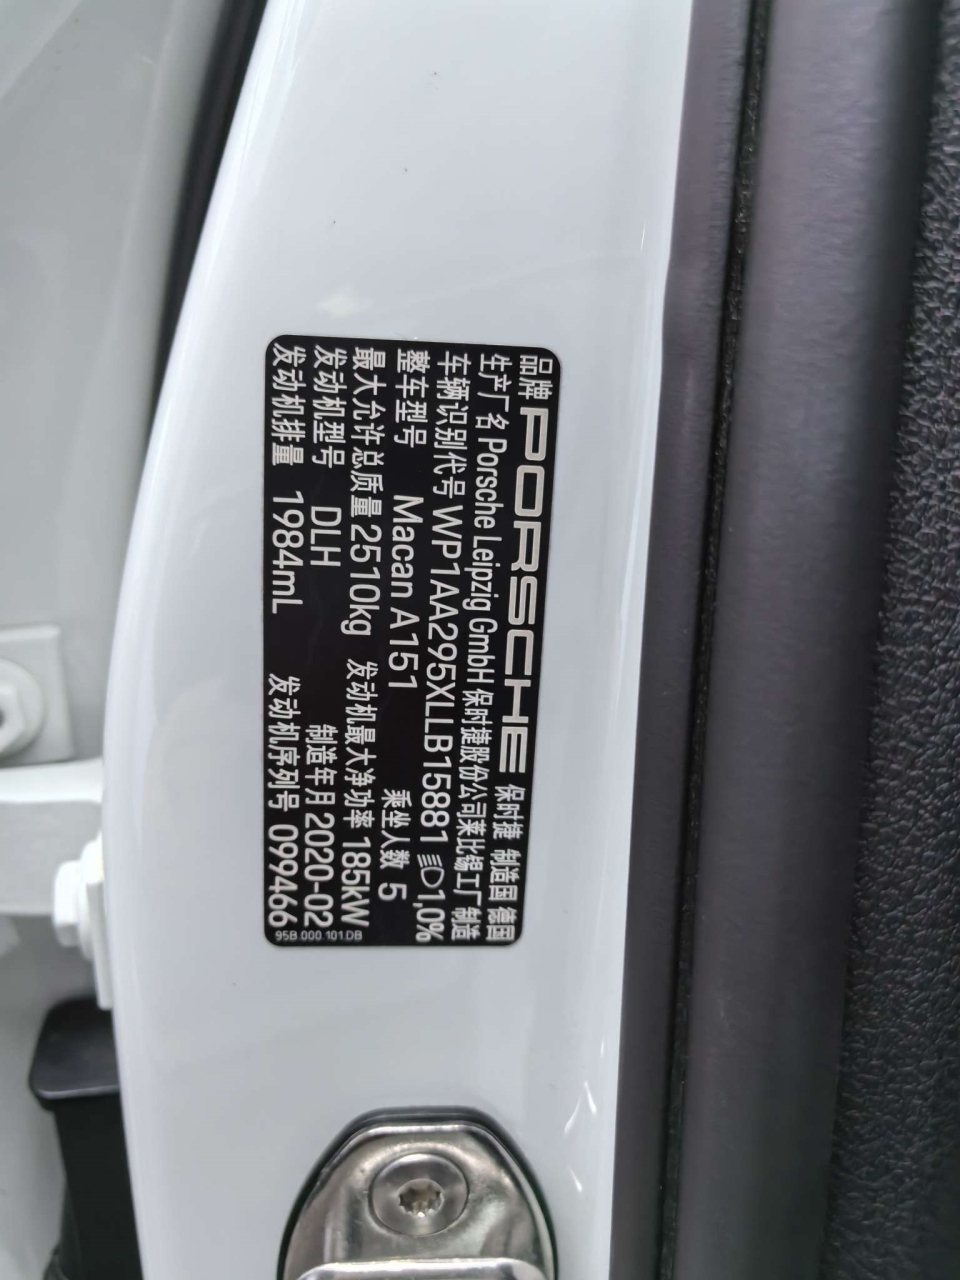 品牌 PORSCHE 保时捷 制造国 德国
生产厂名 Porsche Leipzig GmbH 保时捷股份公司莱比锡工厂 制造
车辆识别代号 WP1AA295XLLB15881 1,0%
整车型号 Macan A151 乘坐人数 5
最大允许总质量 2510kg 发动机最大净功率 185kW
发动机型号 DLH 制造年月 2020-02
发动机排量 1984mL 发动机序列号 099466
95B.000.101.DB